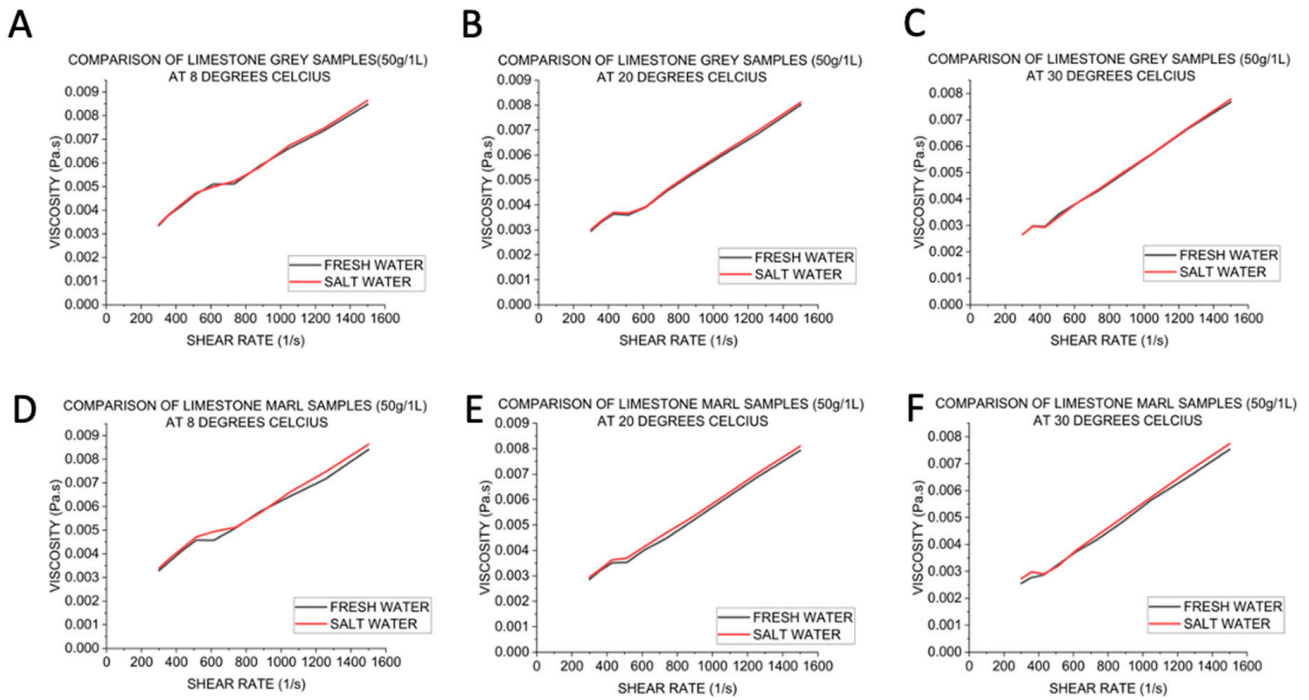 A
COMPARISON OF LIMESTONE GREY SAMPLES(50g/1L)
AT 8 DEGREES CELCIUS
0.009
0.008
0.007
0.006
0.005
0.004
0.003
0.002
0.001
0.000
VISCOSITY (Pa.s)
FRESH WATER
SALT WATER
0 200 400 600 800 1000 1200 1400 1600
SHEAR RATE (1/s)
B
COMPARISON OF LIMESTONE GREY SAMPLES (50g/1L)
AT 20 DEGREES CELCIUS
0.009
0.008
0.007
0.006
0.005
0.004
0.003
0.002
0.001
0.000
VISCOSITY (Pa.s)
FRESH WATER
SALT WATER
0 200 400 600 800 1000 1200 1400 1600
SHEAR RATE (1/s)
C
COMPARISON OF LIMESTONE GREY SAMPLES (50g/1L)
AT 30 DEGREES CELCIUS
0.008
0.007
0.006
0.005
0.004
0.003
0.002
0.001
0.000
VISCOSITY (Pa.s)
FRESH WATER
SALT WATER
0 200 400 600 800 1000 1200 1400 1600
SHEAR RATE (1/s)
D
COMPARISON OF LIMESTONE MARL SAMPLES (50g/1L)
AT 8 DEGREES CELCIUS
0.009
0.008
0.007
0.006
0.005
0.004
0.003
0.002
0.001
0.000
VISCOSITY (Pa.s)
FRESH WATER
SALT WATER
0 200 400 600 800 1000 1200 1400 1600
SHEAR RATE (1/s)
E
COMPARISON OF LIMESTONE MARL SAMPLES (50g/1L)
AT 20 DEGREES CELCIUS
0.009
0.008
0.007
0.006
0.005
0.004
0.003
0.002
0.001
0.000
VISCOSITY (Pa.s)
FRESH WATER
SALT WATER
0 200 400 600 800 1000 1200 1400 1600
SHEAR RATE (1/s)
F
COMPARISON OF LIMESTONE MARL SAMPLES (50g/1L)
AT 30 DEGREES CELCIUS
0.008
0.007
0.006
0.005
0.004
0.003
0.002
0.001
0.000
VISCOSITY (Pa.s)
FRESH WATER
SALT WATER
0 200 400 600 800 1000 1200 1400 1600
SHEAR RATE (1/s)